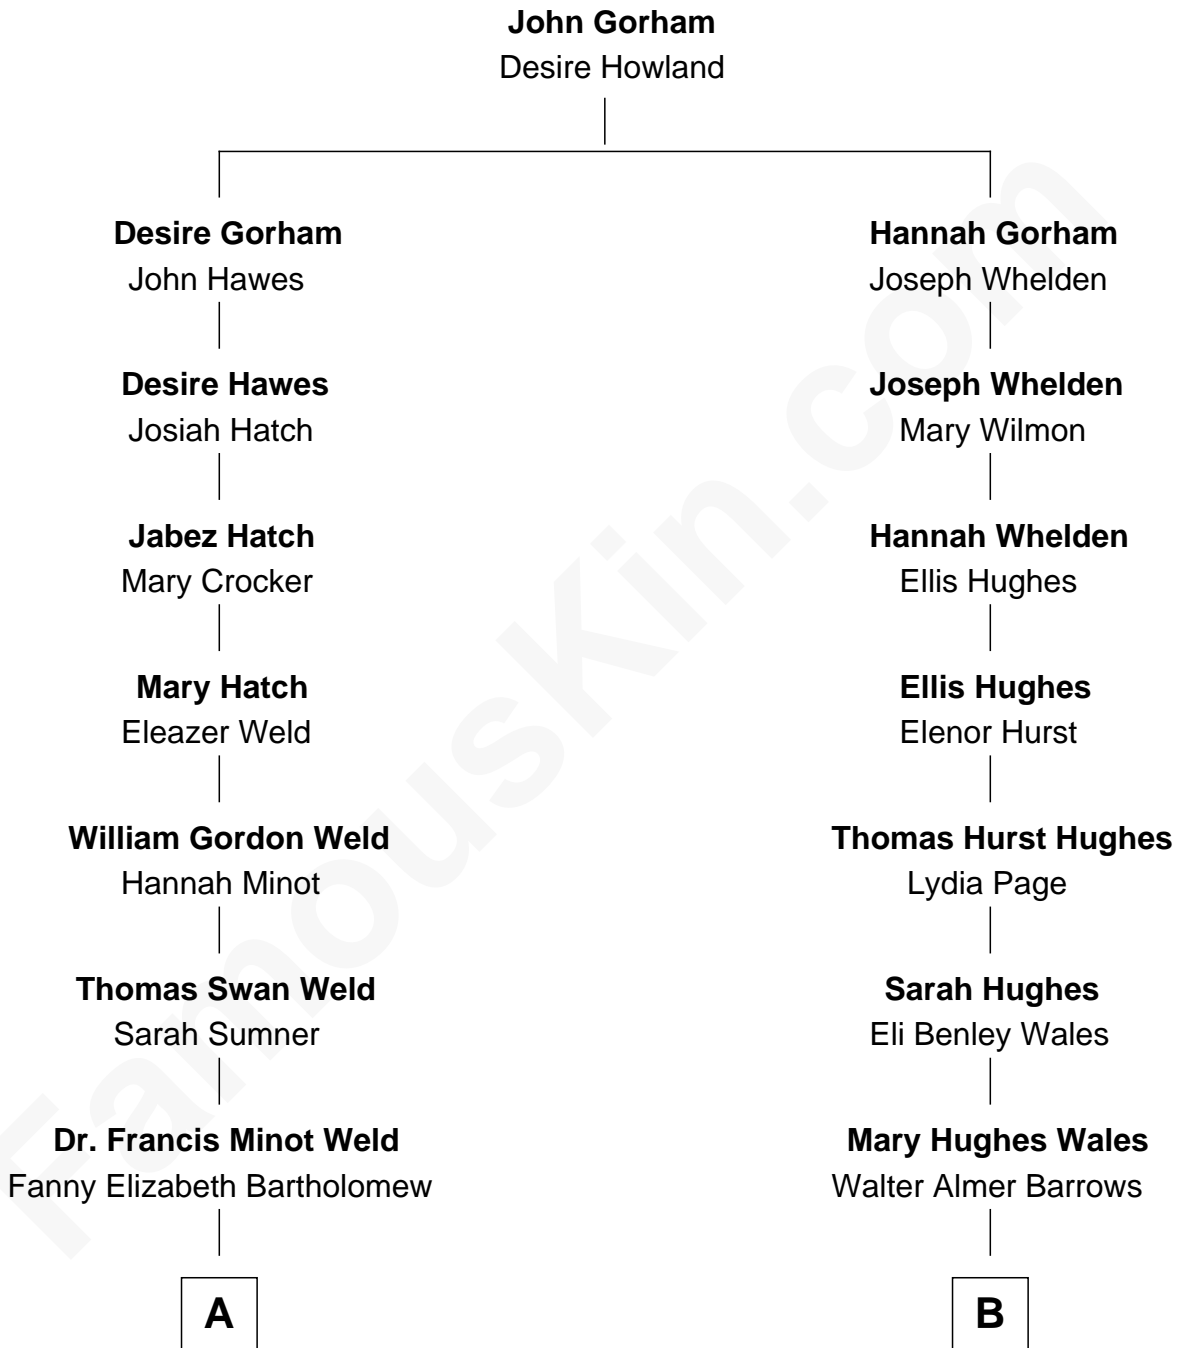 John Gorham
Desire Howland
Desire Gorham
John Hawes
Hannah Gorham
Joseph Whelden
Desire Hawes
Josiah Hatch
Joseph Whelden
Mary Wilmon
Jabez Hatch
Mary Crocker
Hannah Whelden
Ellis Hughes
Mary Hatch
Eleazer Weld
Ellis Hughes
Elenor Hurst
William Gordon Weld
Hannah Minot
Thomas Hurst Hughes
Lydia Page
Thomas Swan Weld
Sarah Sumner
Sarah Hughes
Eli Benley Wales
Dr. Francis Minot Weld
Fanny Elizabeth Bartholomew
Mary Hughes Wales
Walter Almer Barrows
A
B
FamousKin.com